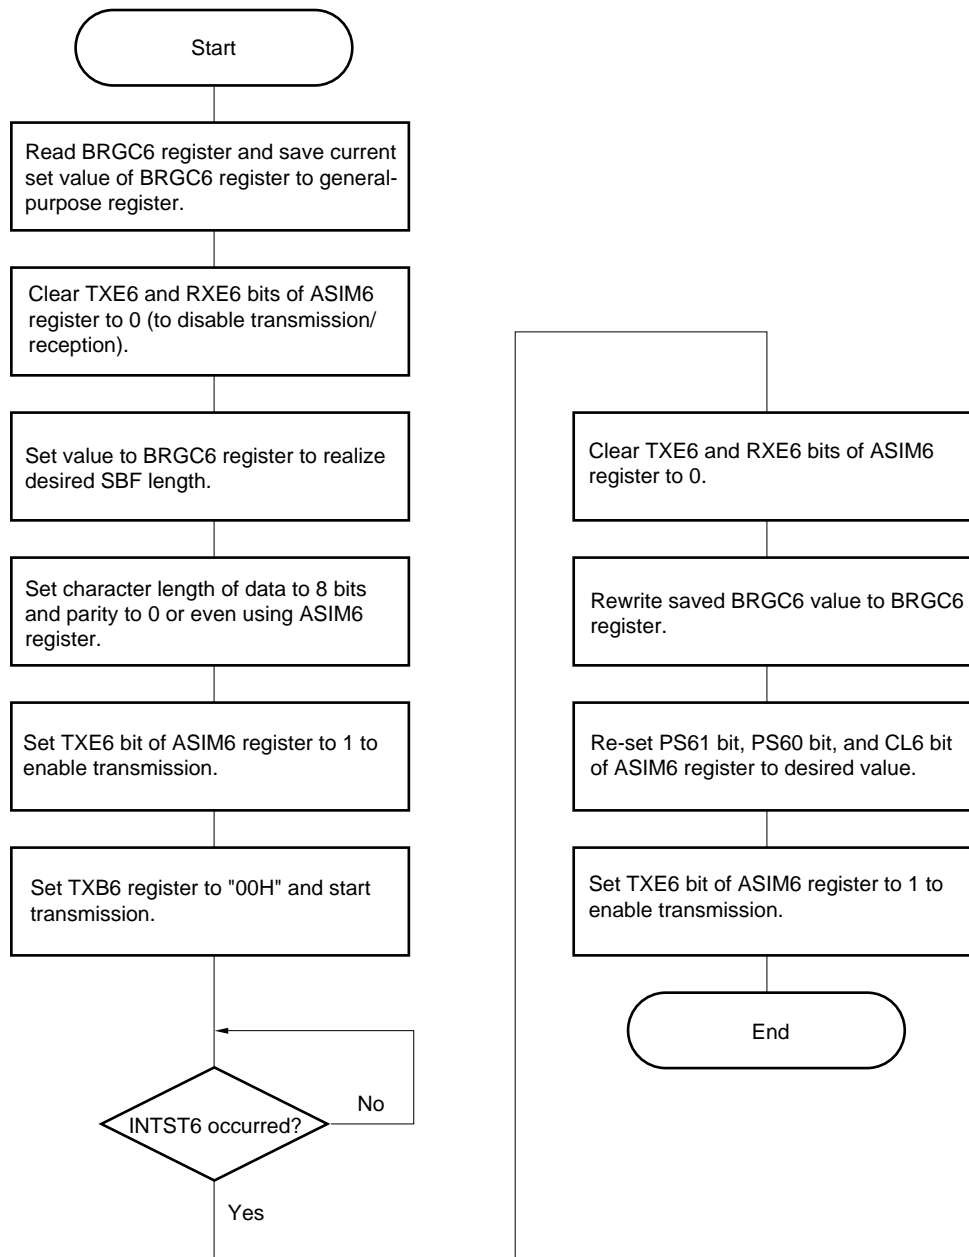 Start
Read BRGC6 register and save current
set value of BRGC6 register to general-
purpose register.
Clear TXE6 and RXE6 bits of ASIM6
register to 0 (to disable transmission/
reception).
Set value to BRGC6 register to realize
desired SBF length.
Set character length of data to 8 bits
and parity to 0 or even using ASIM6
register.
Set TXE6 bit of ASIM6 register to 1 to
enable transmission.
Set TXB6 register to "00H" and start
transmission.
INTST6 occurred?
No
Yes
Clear TXE6 and RXE6 bits of ASIM6
register to 0.
Rewrite saved BRGC6 value to BRGC6
register.
Re-set PS61 bit, PS60 bit, and CL6 bit
of ASIM6 register to desired value.
Set TXE6 bit of ASIM6 register to 1 to
enable transmission.
End